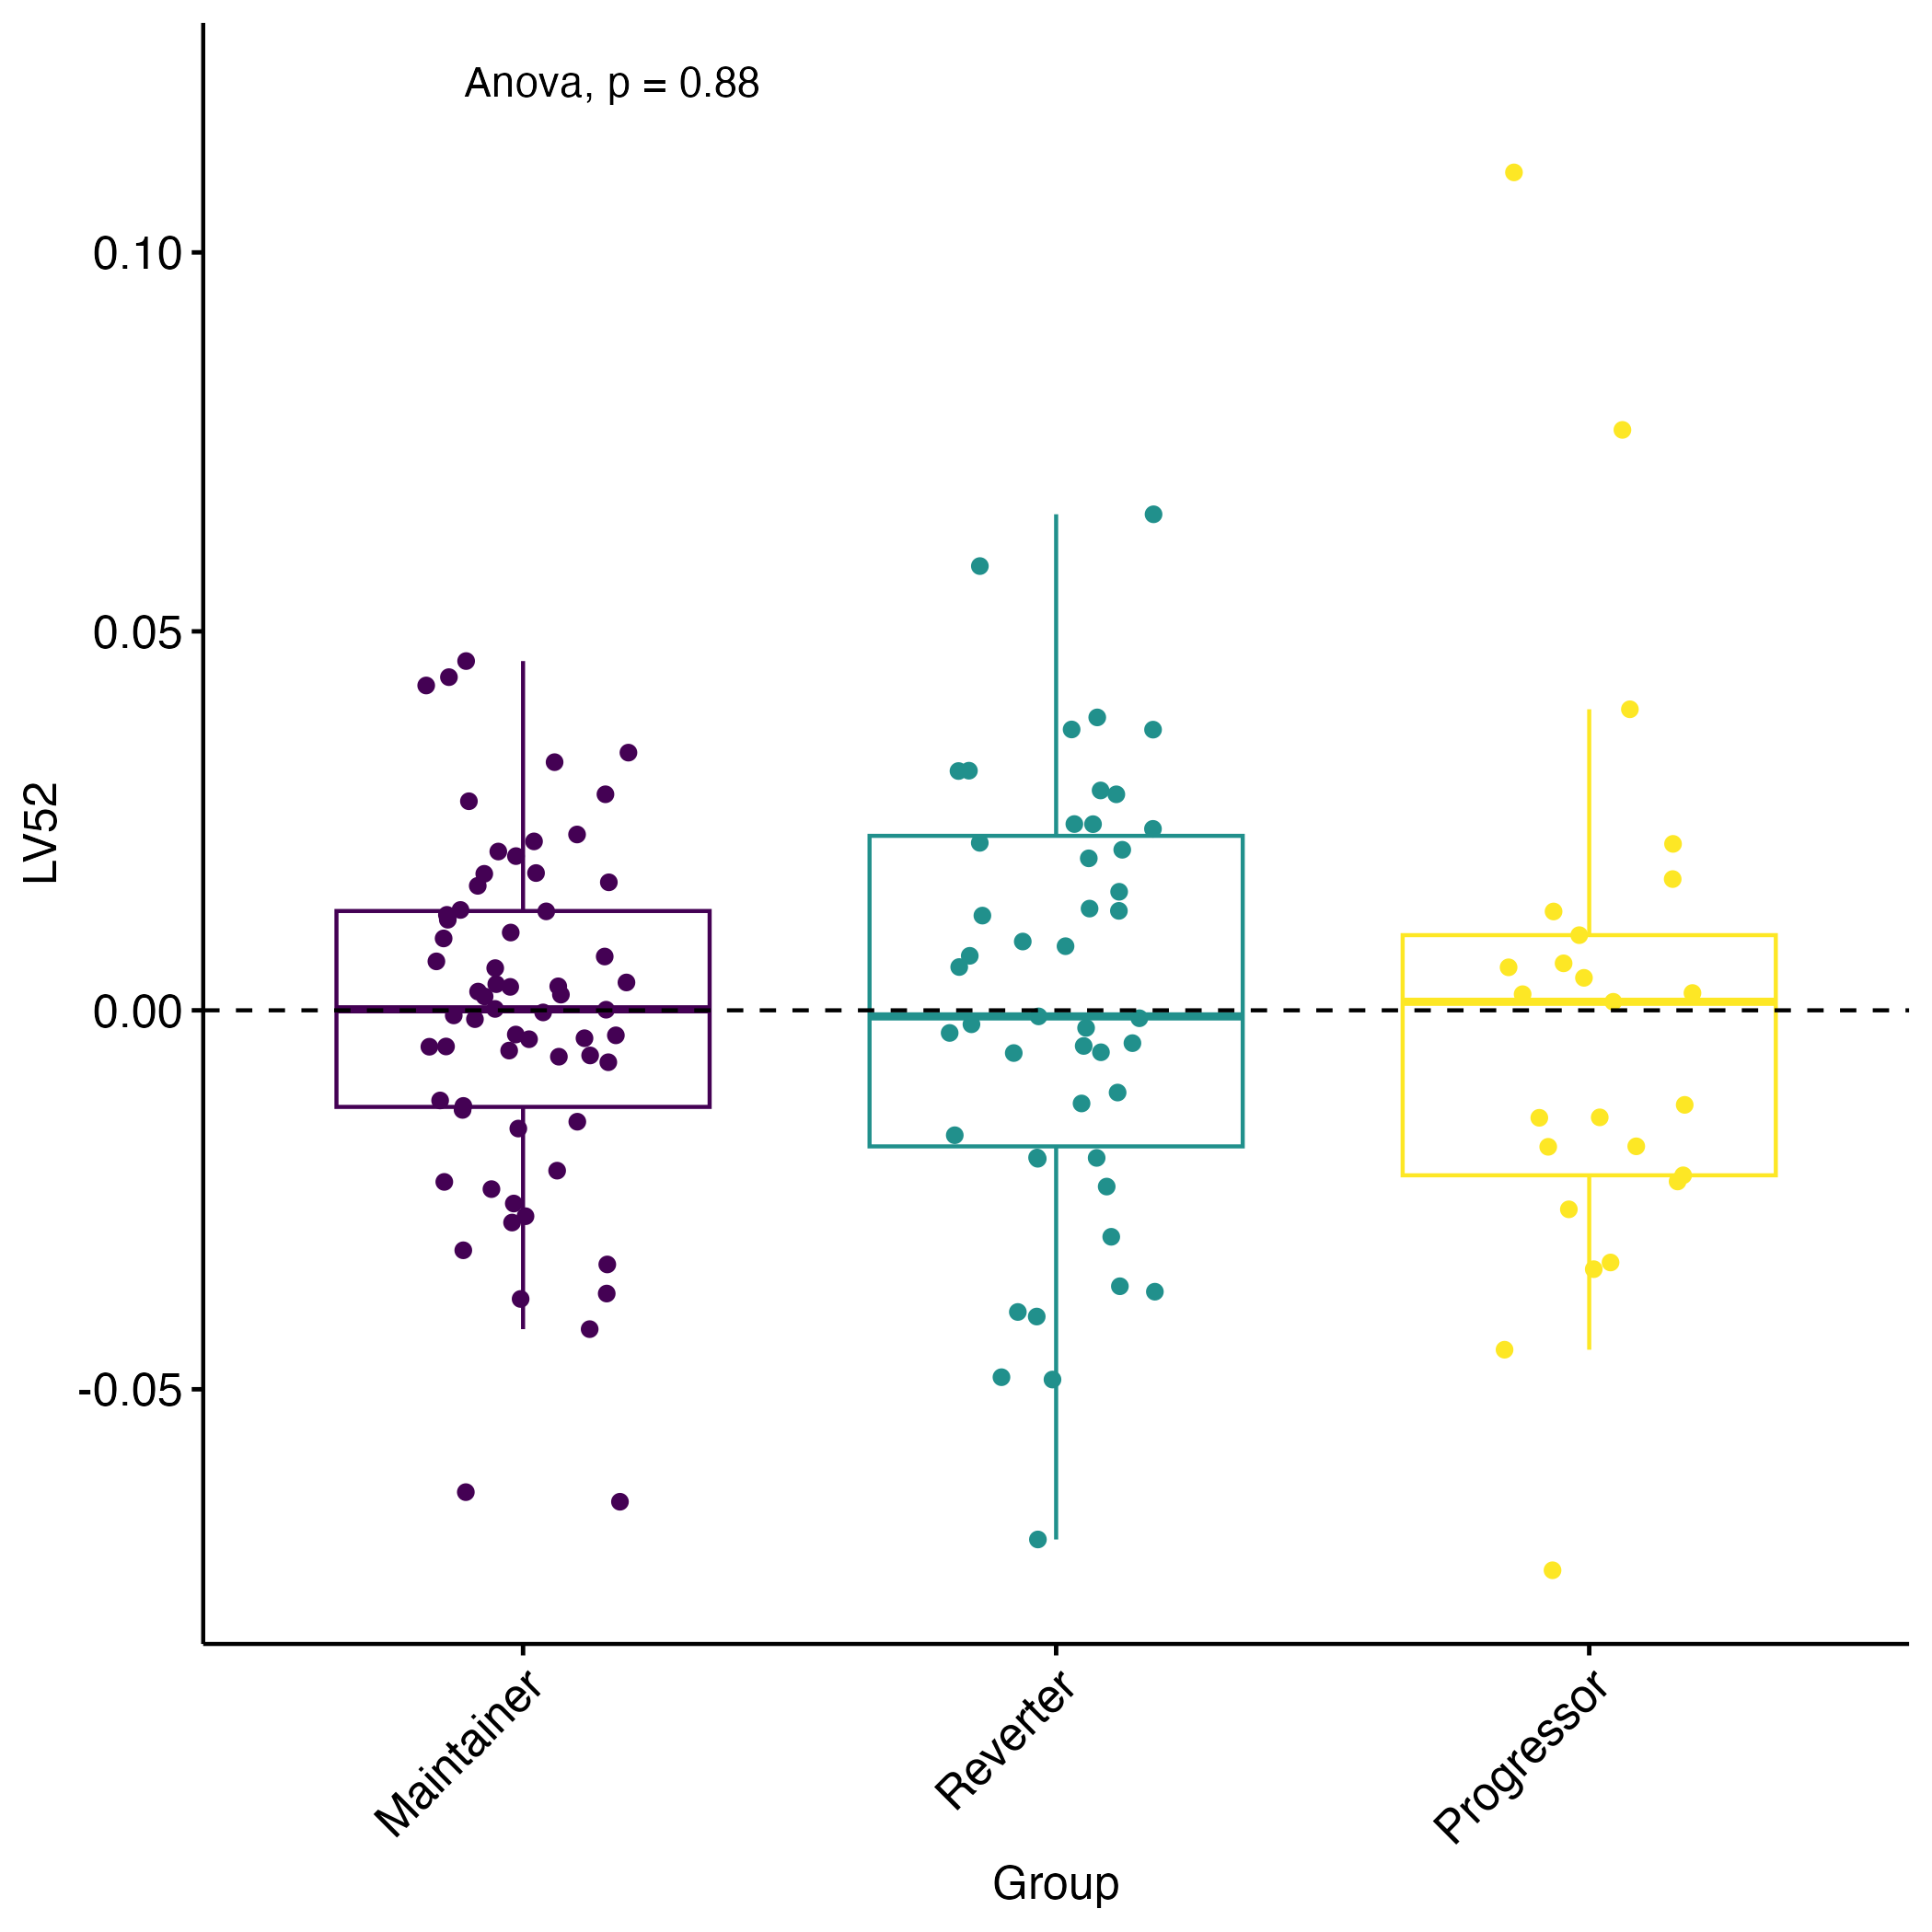 Anova, p = 0.88
0.10
0.05
0.00
-0.05
LV52
Maintainer
Reverter
Progressor
Group